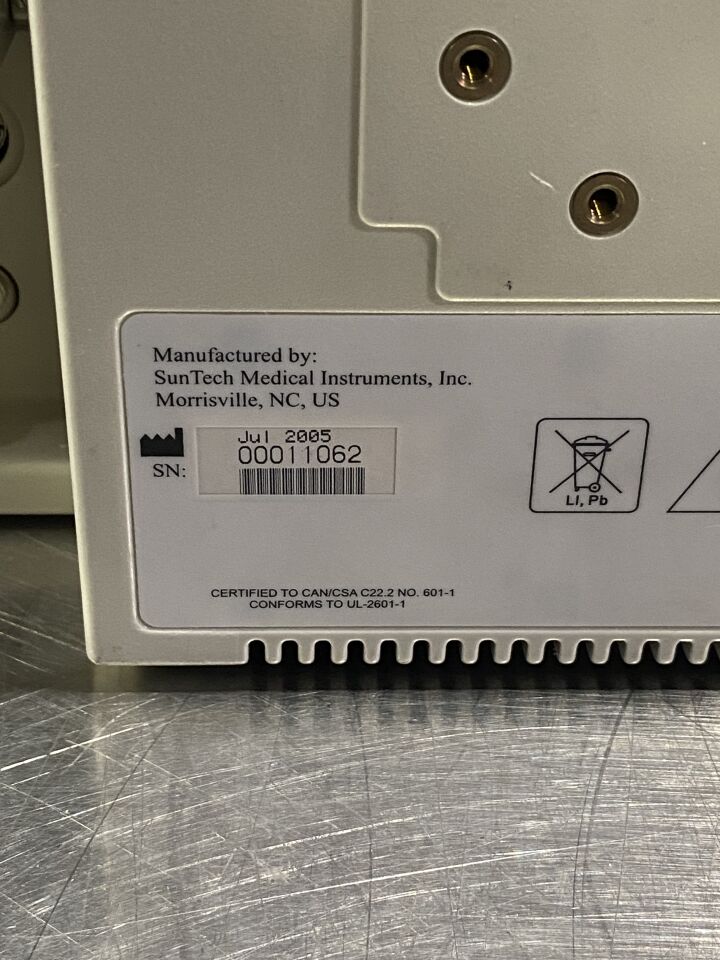 Manufactured by:
SunTech Medical Instruments, Inc.
Morrisville, NC, US
Jul 2005
SN: 00011062
LI, Pb
CERTIFIED TO CAN/CSA C22.2 NO. 601-1
CONFORMS TO UL-2601-1